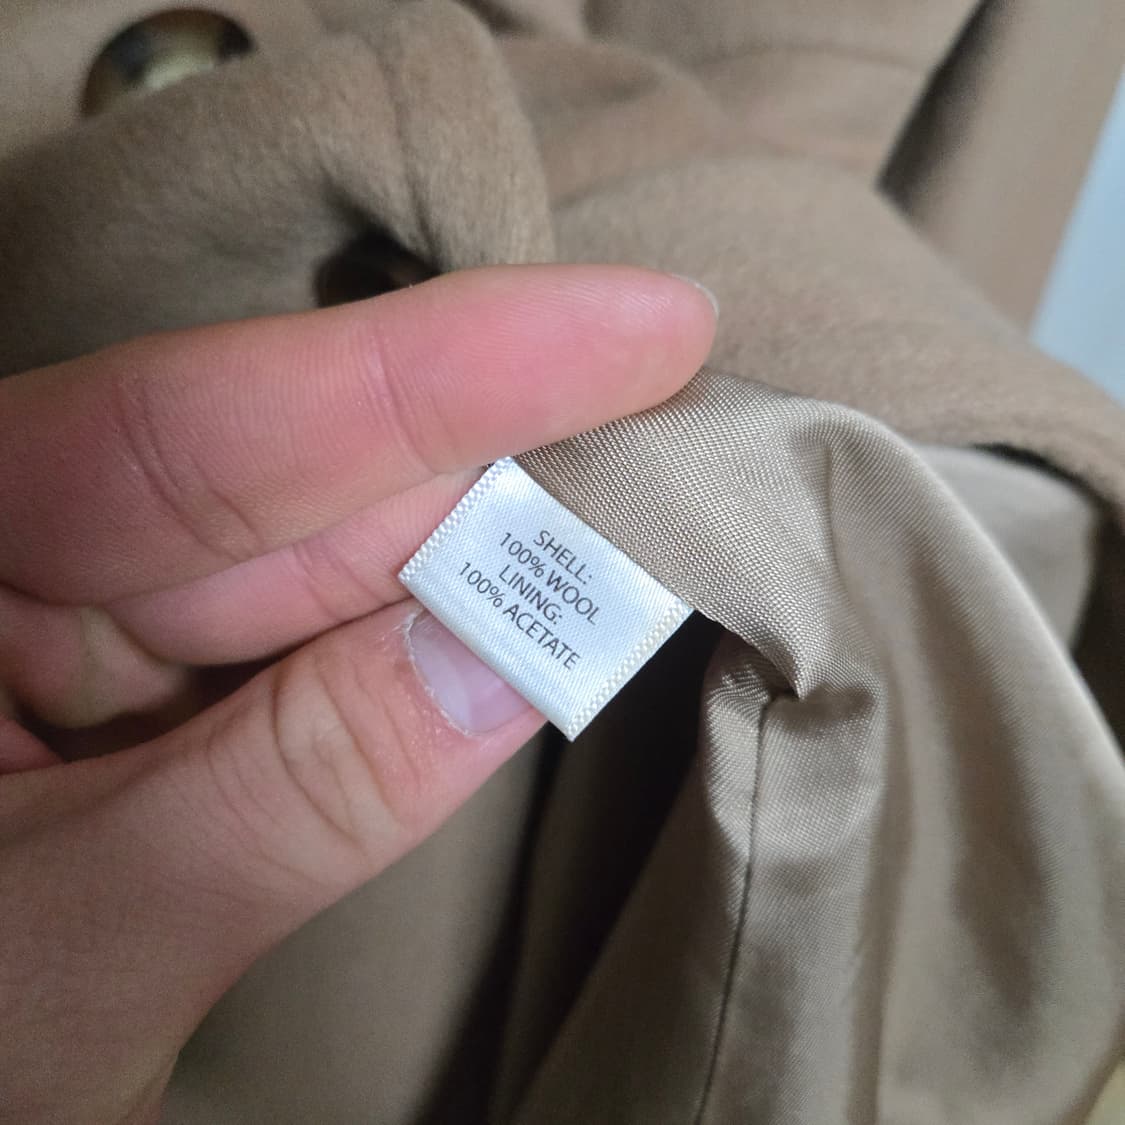 SHELL:
100% WOOL
LINING:
100% ACETATE